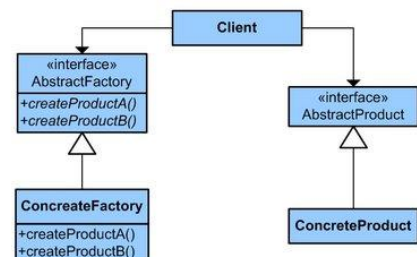 Client
«interface»
AbstractFactory
+createProductA()
+createProductB()
«interface»
AbstractProduct
ConcreateFactory
+createProductA()
+createProductB()
ConcreteProduct